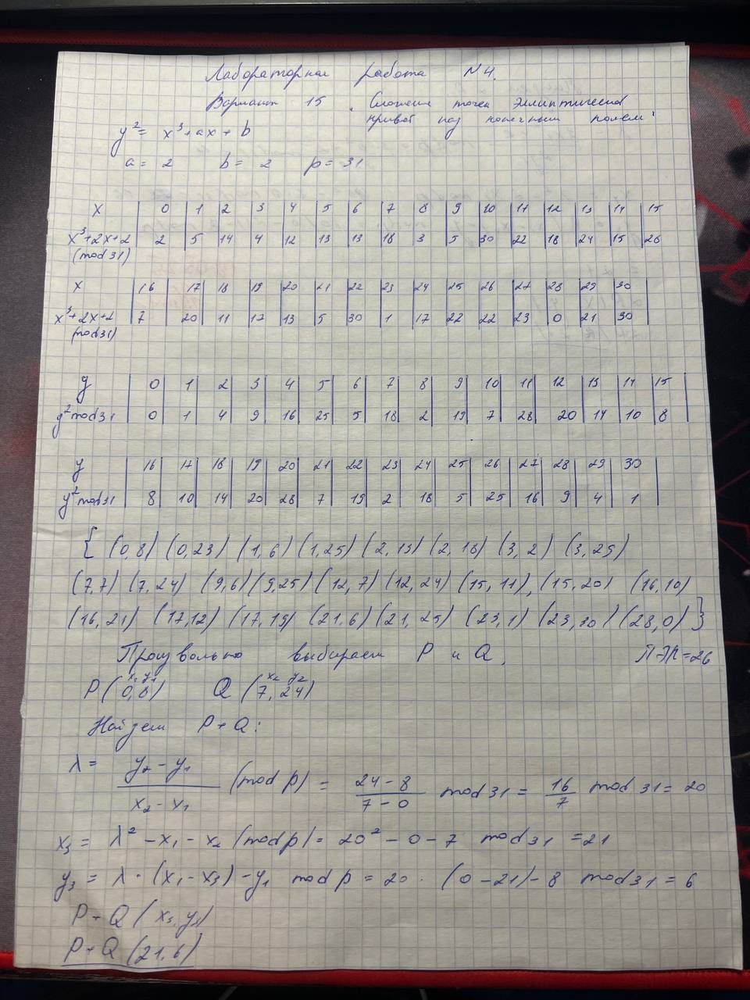 Лабораторная работа N4.
Вариант 15. Сложение точек эллиптической
кривой над конечным полем.
y² = x³ + ax + b
a = 2 b = 2 p = 31
x | 0 | 1 | 2 | 3 | 4 | 5 | 6 | 7 | 8 | 9 | 10 | 11 | 12 | 13 | 14 | 15
x³+2x+2 | 2 | 5 | 14 | 4 | 12 | 13 | 13 | 18 | 3 | 5 | 30 | 22 | 18 | 24 | 15 | 28
(mod 31)
x | 16 | 17 | 18 | 19 | 20 | 21 | 22 | 23 | 24 | 25 | 26 | 27 | 28 | 29 | 30
x³+2x+2 | 7 | 20 | 11 | 17 | 13 | 5 | 30 | 1 | 17 | 22 | 22 | 23 | 0 | 21 | 30
(mod 31)
y | 0 | 1 | 2 | 3 | 4 | 5 | 6 | 7 | 8 | 9 | 10 | 11 | 12 | 13 | 14 | 15
y² mod 31 | 0 | 1 | 4 | 9 | 16 | 25 | 5 | 18 | 2 | 19 | 7 | 28 | 20 | 14 | 10 | 8
y | 16 | 17 | 18 | 19 | 20 | 21 | 22 | 23 | 24 | 25 | 26 | 27 | 28 | 29 | 30
y² mod 31 | 8 | 10 | 14 | 20 | 28 | 7 | 19 | 2 | 18 | 5 | 25 | 16 | 9 | 4 | 1
{ (0,8) (0,23) (1,6) (1,25) (2,13) (2,18) (3,2) (3,29)
(7,7) (7,24) (9,6) (9,25) (12,7) (12,24) (15,11), (15,20) (16,10)
(16,21) (17,12) (17,19) (21,6) (21,25) (23,1) (23,30) (28,0) }
Произвольно выбираем P и Q. П-ЭК=26
x₁ y₁ x₂ y₂
P (0,8) Q (7,24)
Найдем P+Q:
λ = (y₂ - y₁)/(x₂ - x₁) (mod p) = (24-8)/(7-0) mod 31 = 16/7 mod 31 = 20
x₃ = λ² - x₁ - x₂ (mod p) = 20² - 0 - 7 mod 31 = 21
y₃ = λ · (x₁ - x₃) - y₁ mod p = 20 · (0-21) - 8 mod 31 = 6
P+Q (x₃, y₃)
P+Q (21,6)